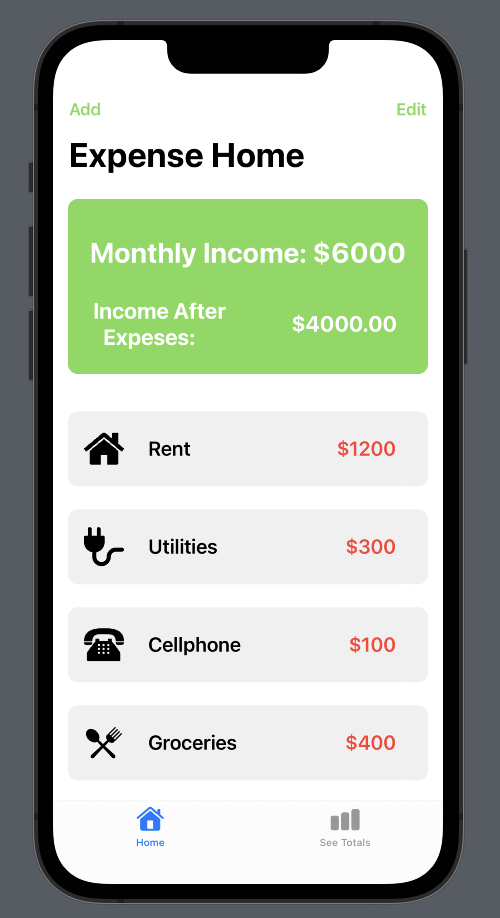 Add Edit
Expense Home
Monthly Income: $6000
Income After
Expeses:
$4000.00
Rent $1200
Utilities $300
Cellphone $100
Groceries $400
Home See Totals